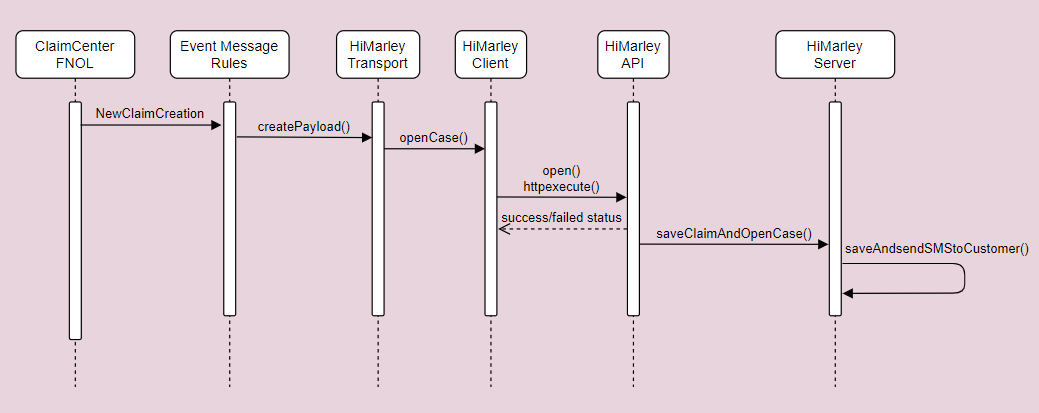 ClaimCenter
FNOL
Event Message
Rules
HiMarley
Transport
HiMarley
Client
HiMarley
API
HiMarley
Server
NewClaimCreation
createPayload()
openCase()
open()
httpexecute()
success/failed status
saveClaimAndOpenCase()
saveAndsendSMStoCustomer()